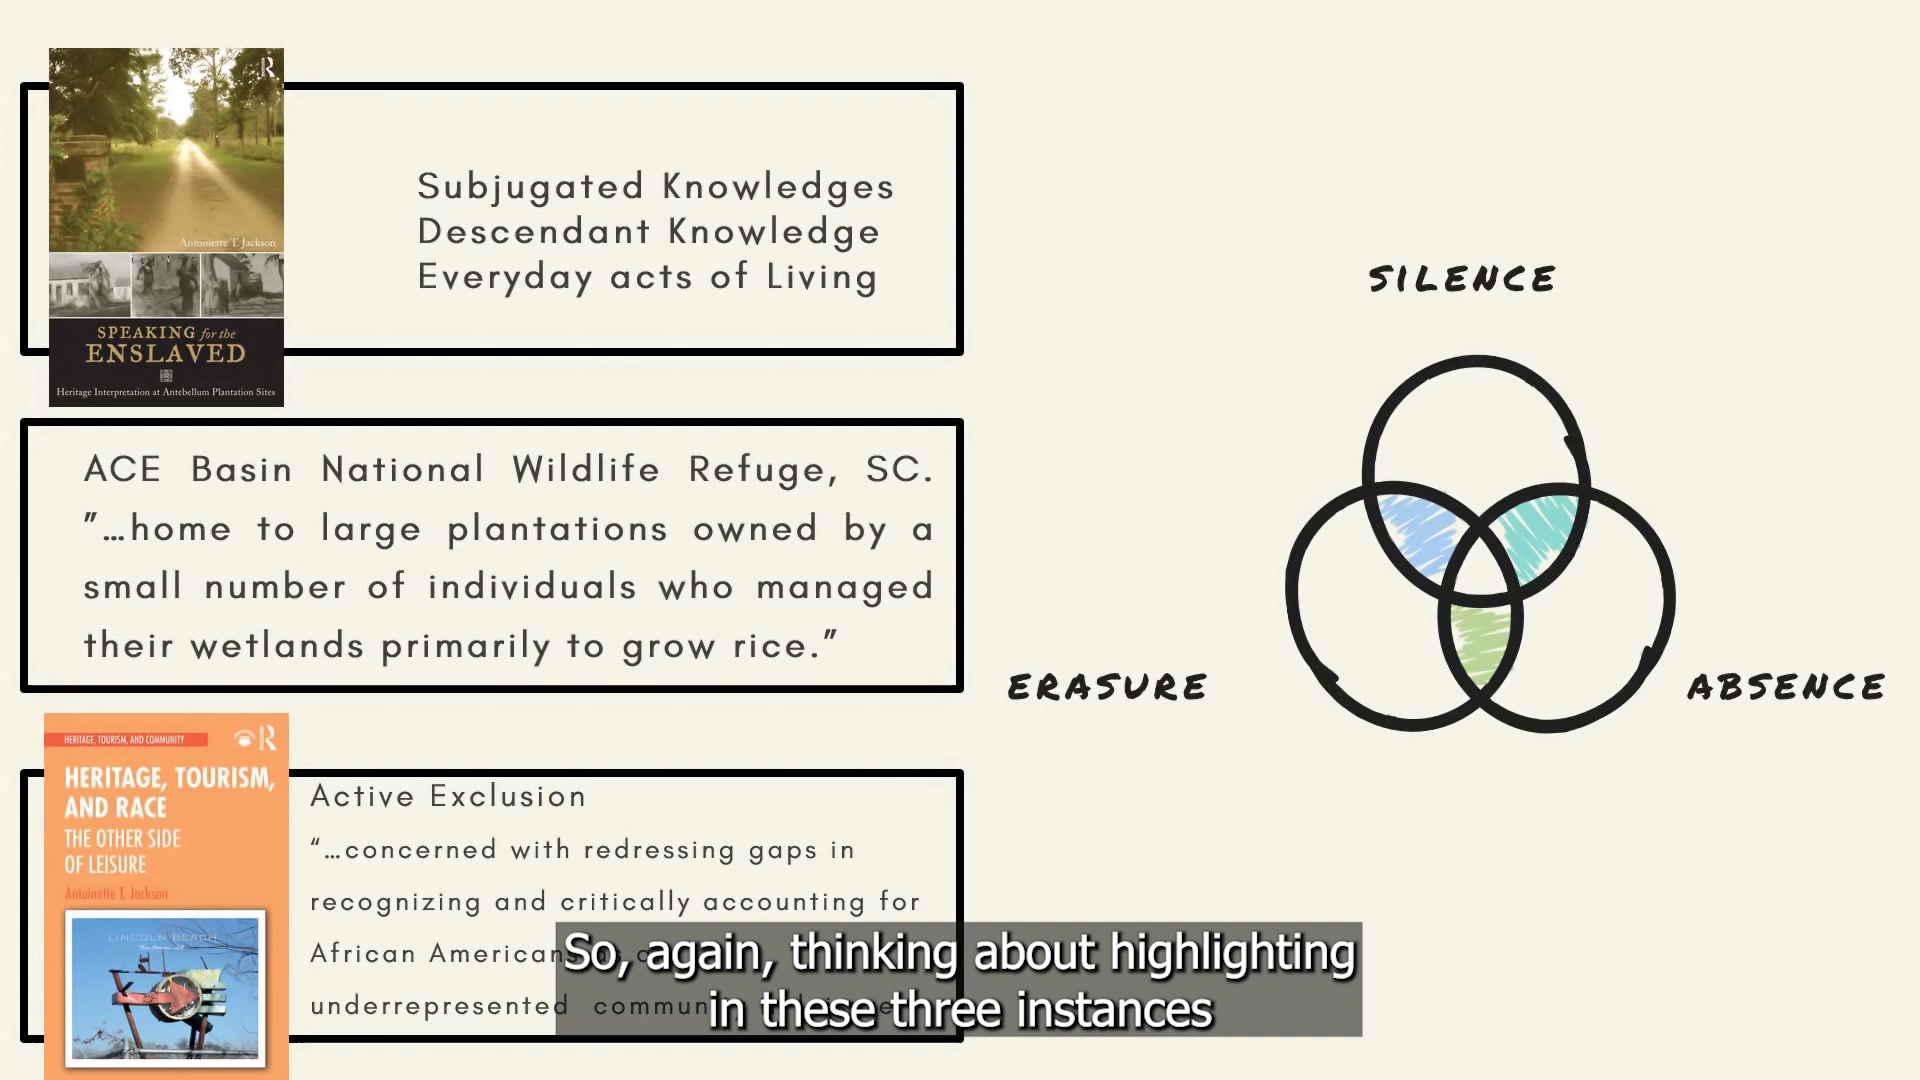 R
Antoinette T. Jackson
SPEAKING for the
ENSLAVED
Heritage Interpretation at Antebellum Plantation Sites
Subjugated Knowledges
Descendant Knowledge
Everyday acts of Living
ACE Basin National Wildlife Refuge, SC.
"...home to large plantations owned by a
small number of individuals who managed
their wetlands primarily to grow rice."
SILENCE
ERASURE
ABSENCE
HERITAGE, TOURISM, AND COMMUNITY
R
HERITAGE, TOURISM,
AND RACE
THE OTHER SIDE
OF LEISURE
Antoinette T. Jackson
LINCOLN BEACH
Active Exclusion
“...concerned with redressing gaps in
recognizing and critically accounting for
African Americans
underrepresented
So, again, thinking about highlighting
in these three instances